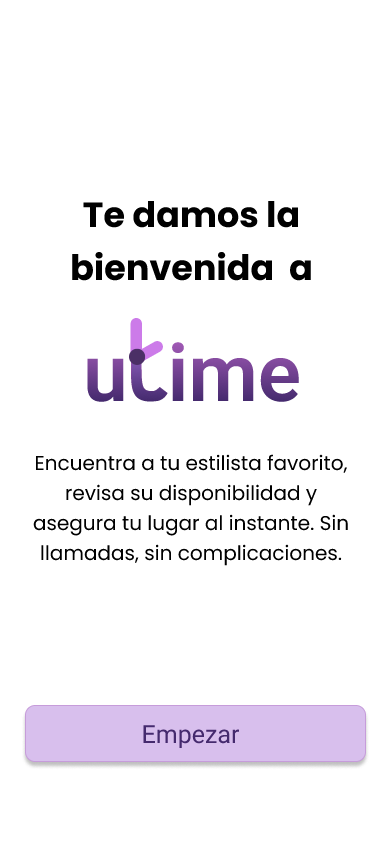 Te damos la
bienvenida a
utime
Encuentra a tu estilista favorito,
revisa su disponibilidad y
asegura tu lugar al instante. Sin
llamadas, sin complicaciones.
Empezar